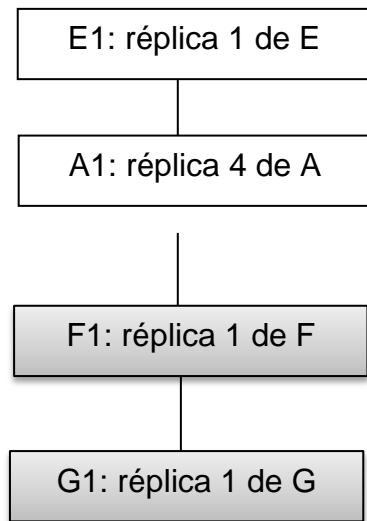 E1: réplica 1 de E
A1: réplica 4 de A
F1: réplica 1 de F
G1: réplica 1 de G